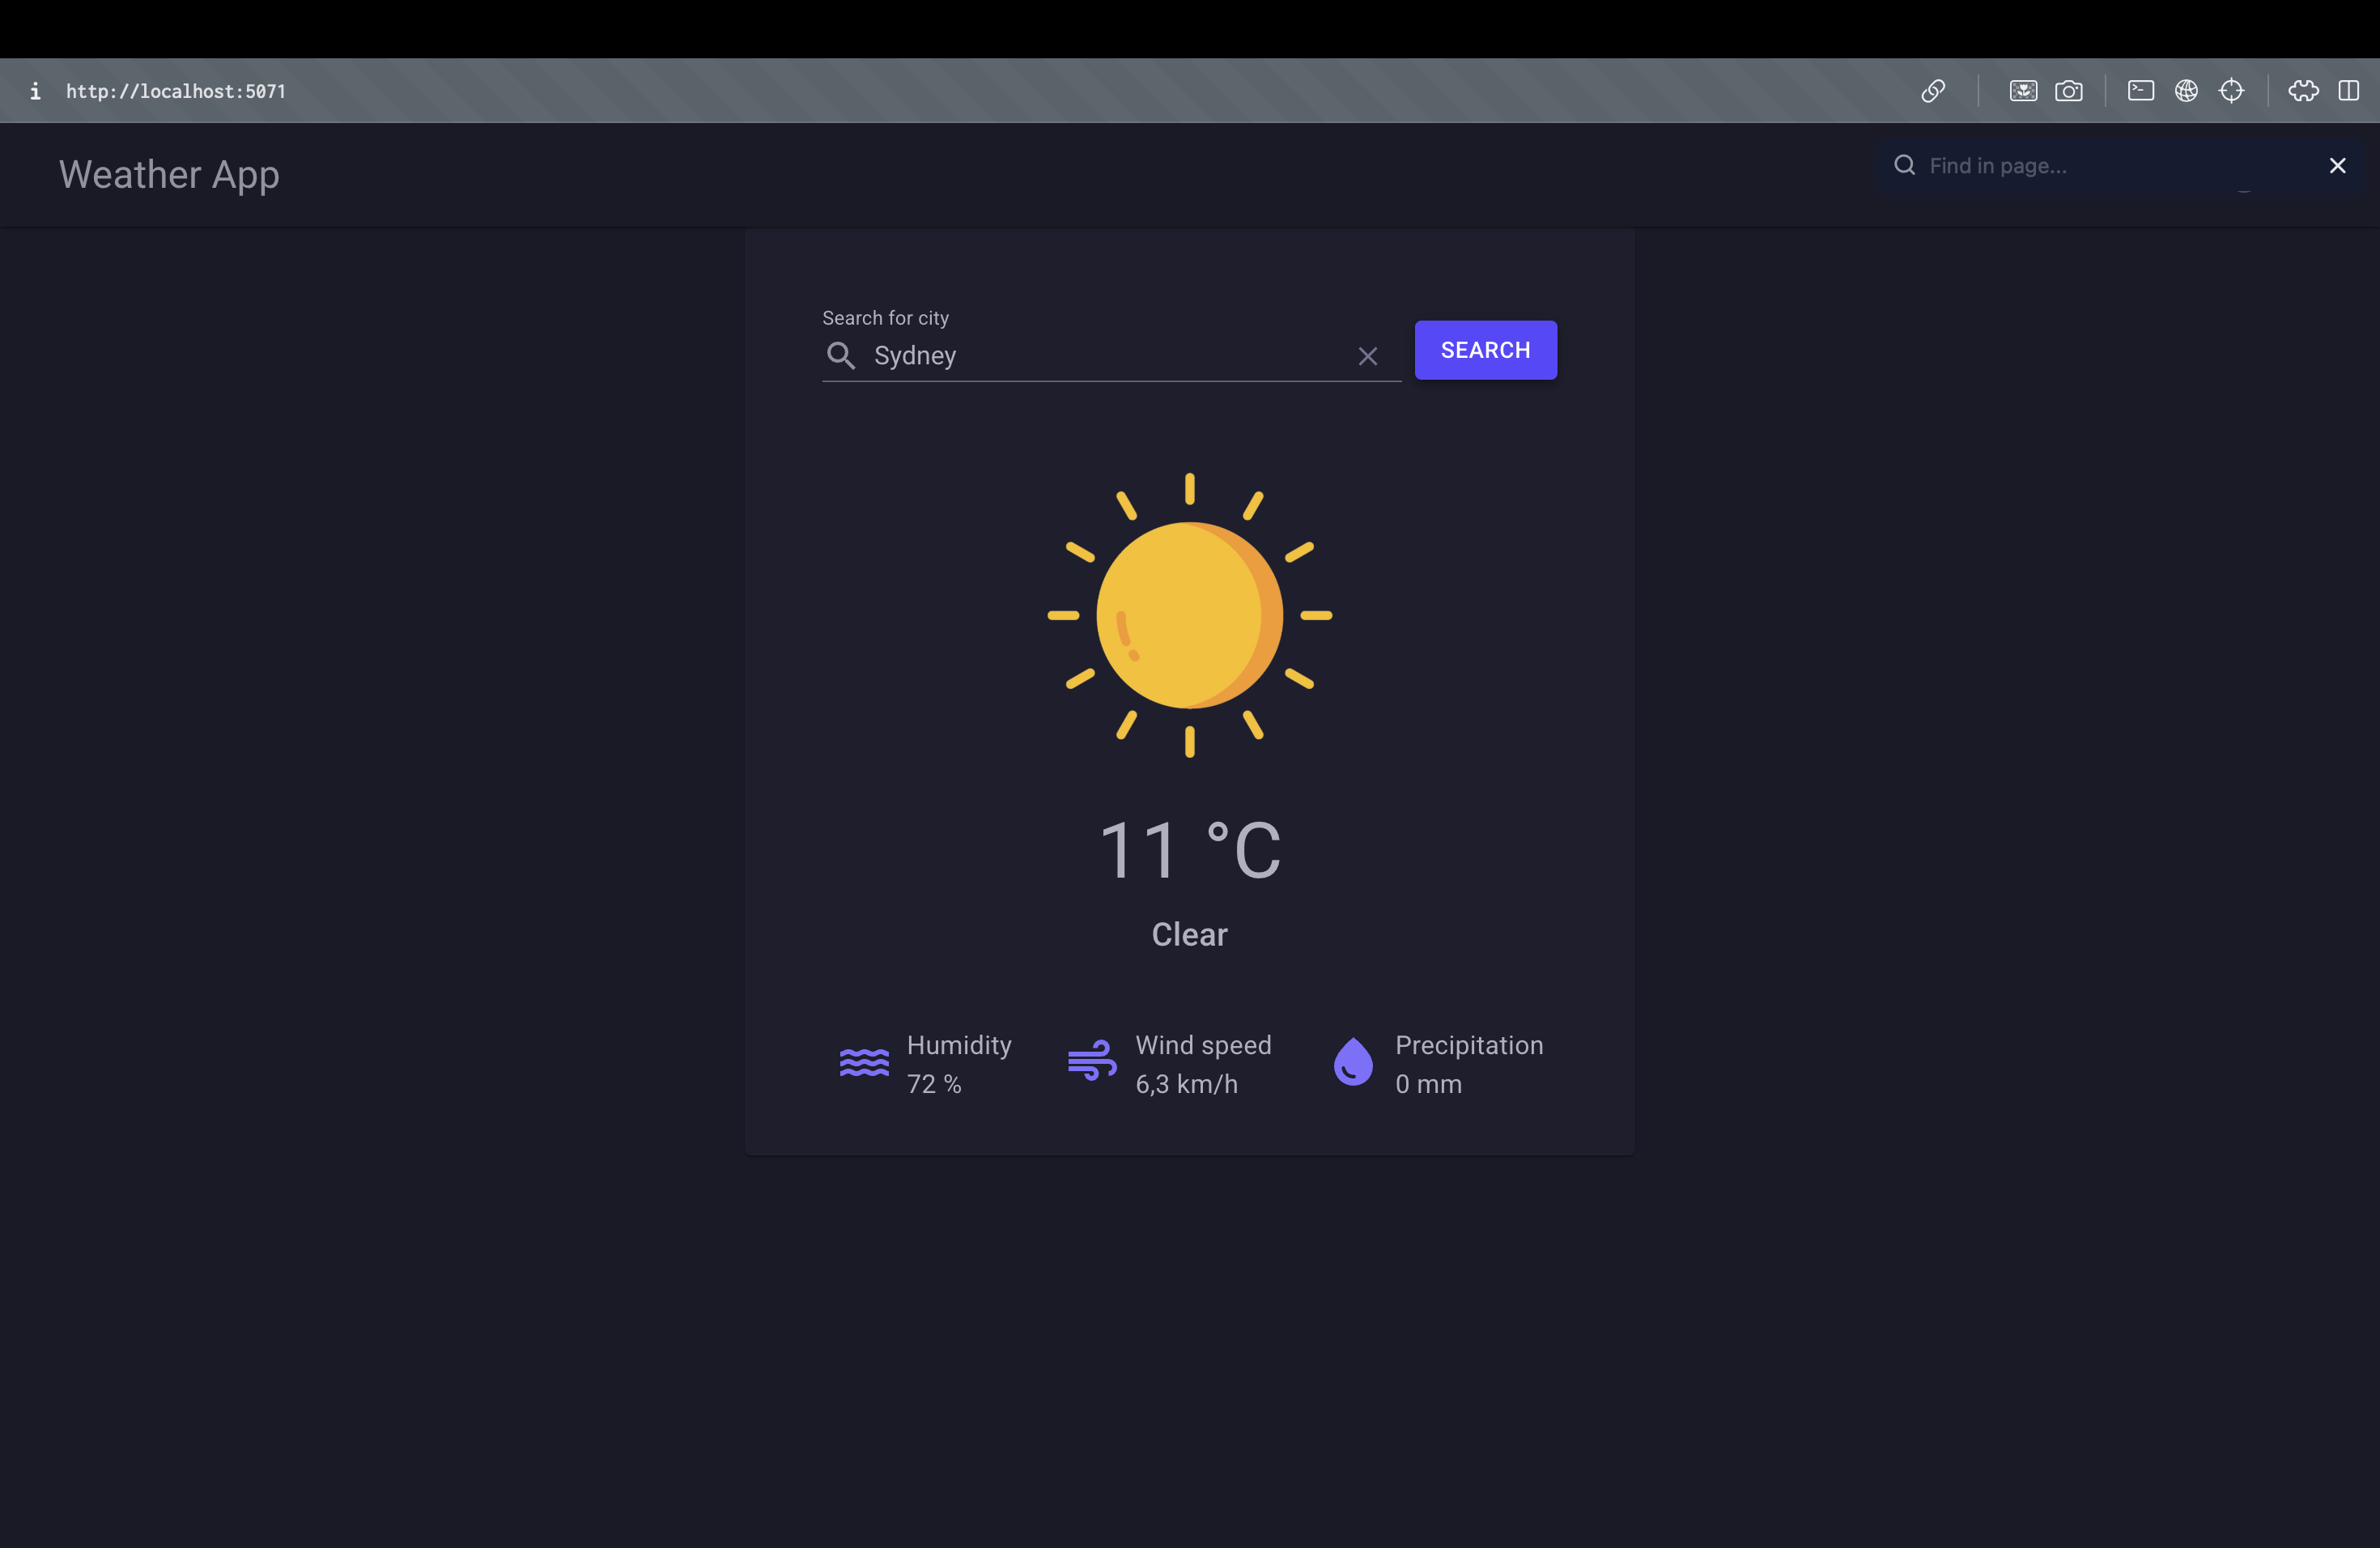 http://localhost:5071
Weather App
Find in page...
Search for city
Sydney
SEARCH
11 °C
Clear
Humidity
72 %
Wind speed
6,3 km/h
Precipitation
0 mm